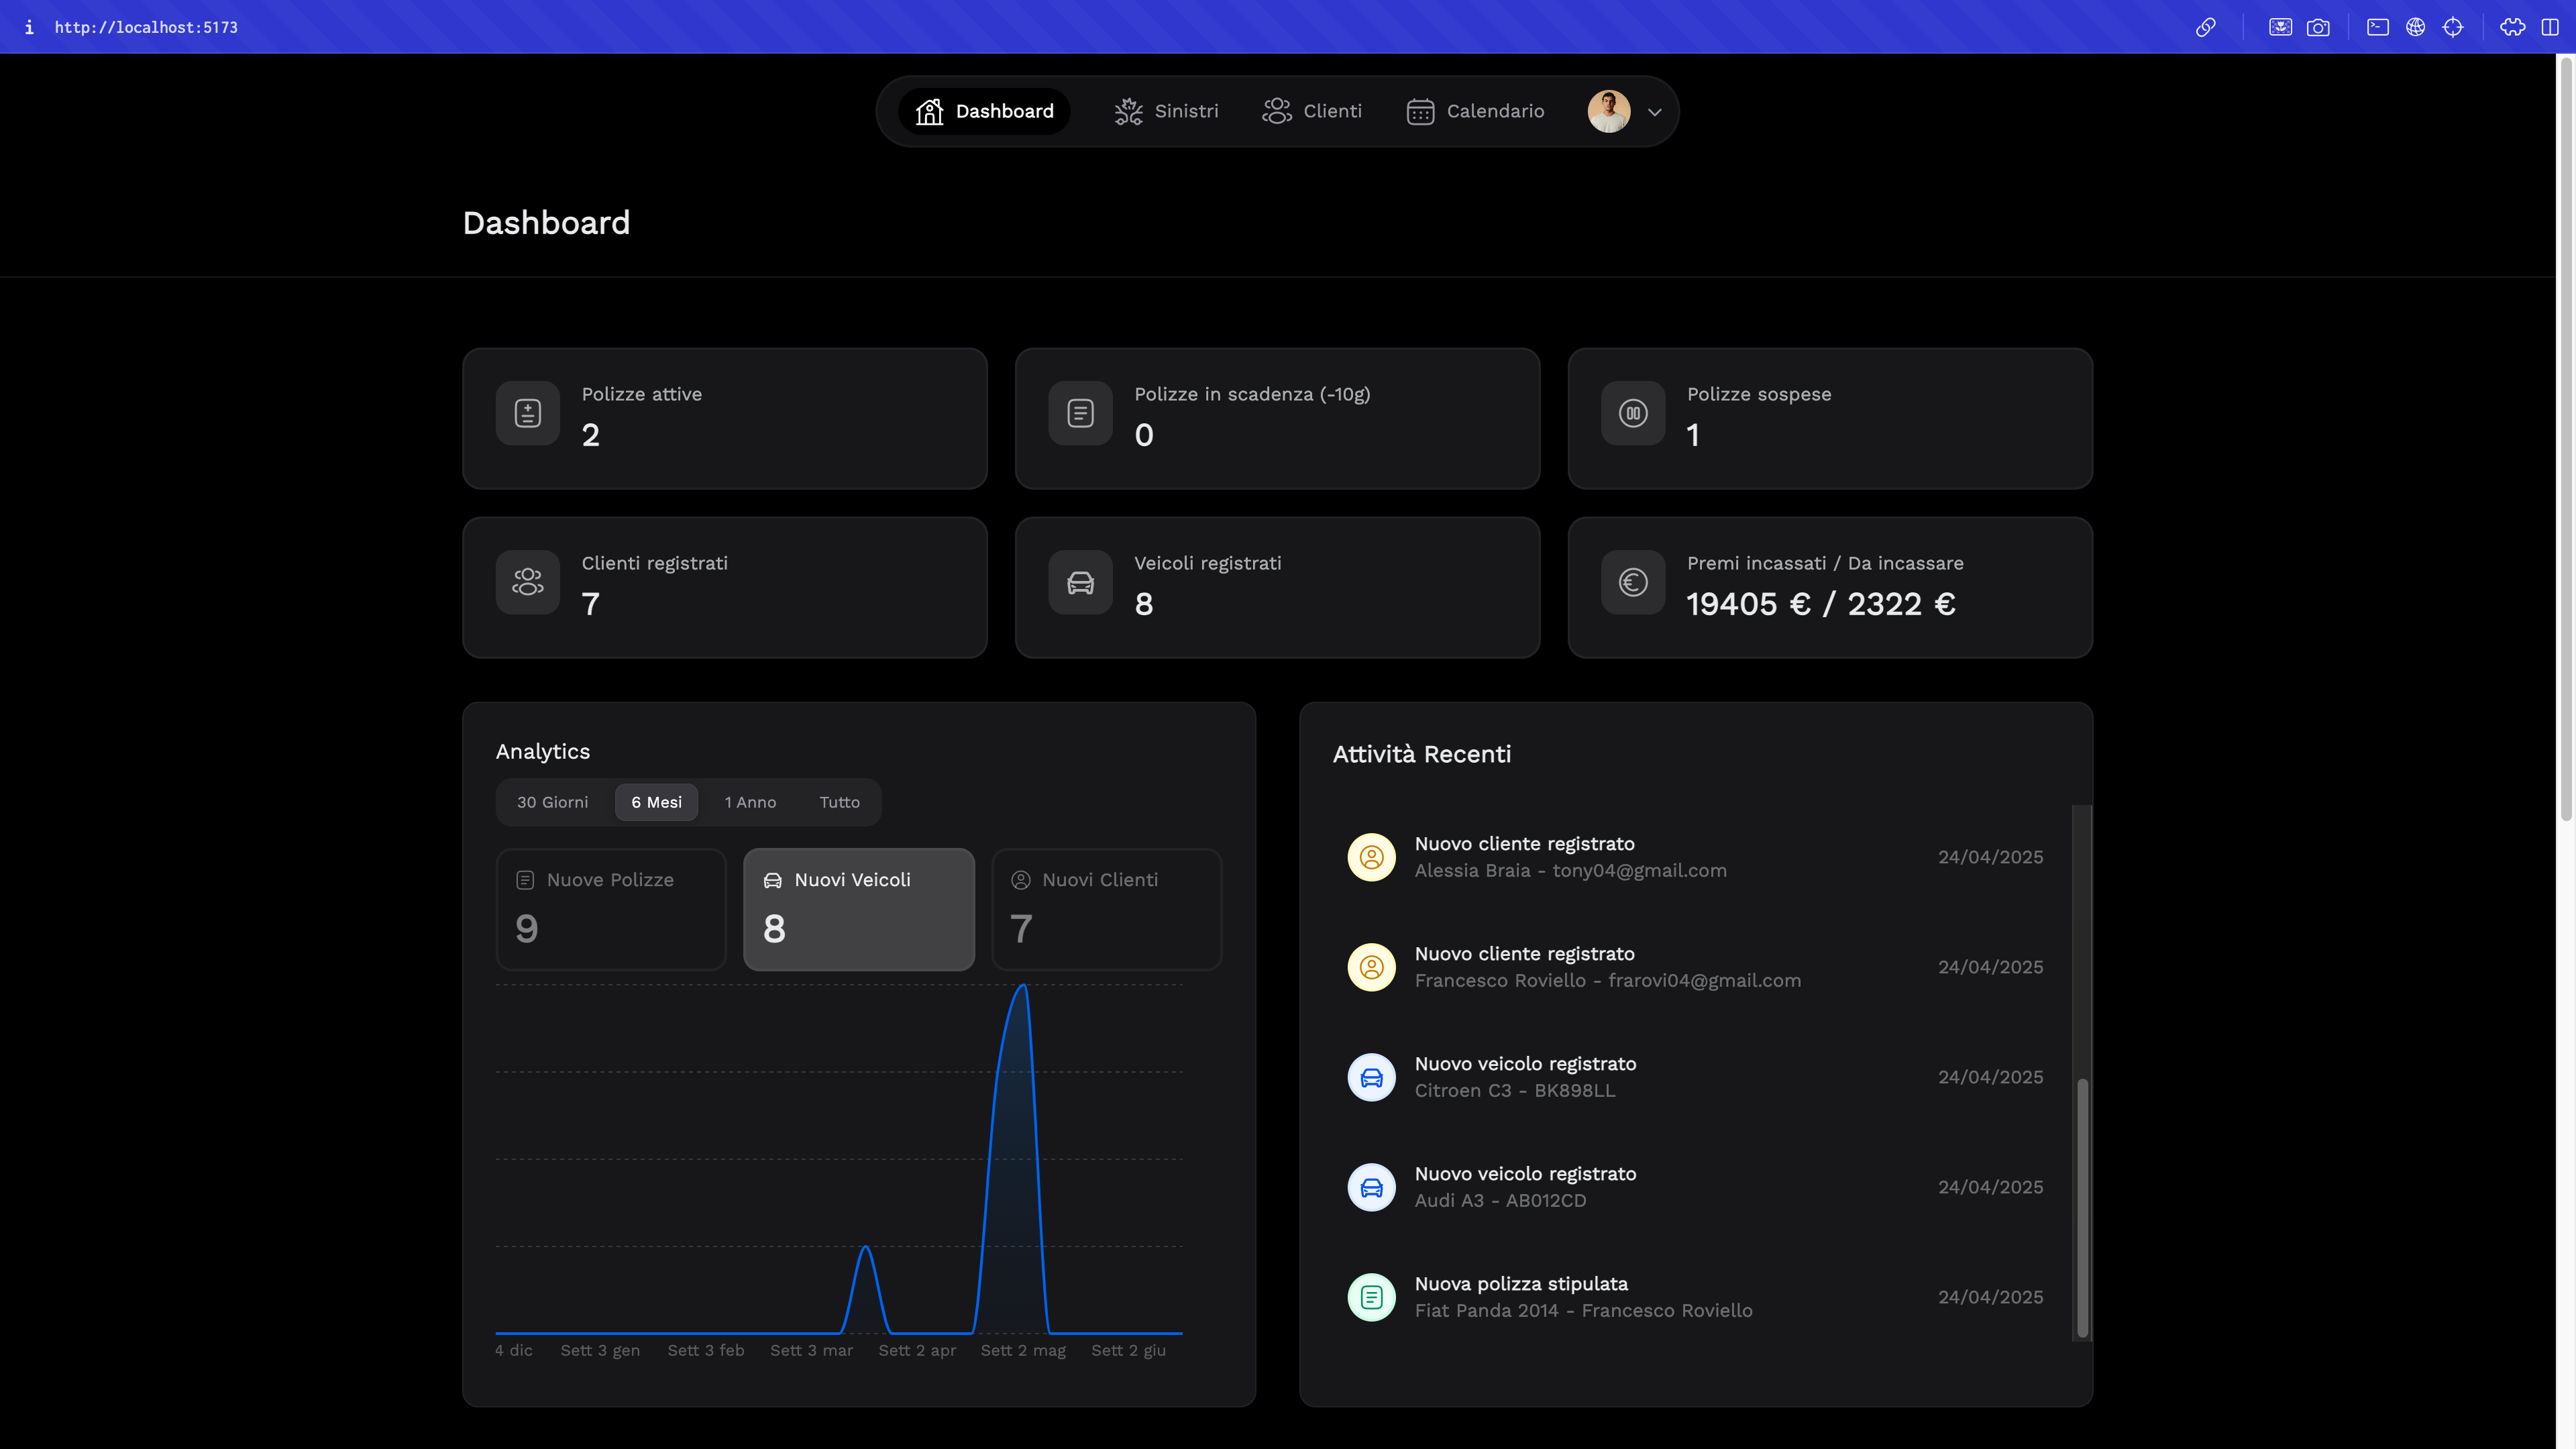 http://localhost:5173
Dashboard
Sinistri
Clienti
Calendario
Dashboard
Polizze attive
2
Polizze in scadenza (-10g)
0
Polizze sospese
1
Clienti registrati
7
Veicoli registrati
8
Premi incassati / Da incassare
19405 € / 2322 €
Analytics
30 Giorni
6 Mesi
1 Anno
Tutto
Nuove Polizze
9
Nuovi Veicoli
8
Nuovi Clienti
7
4 dic
Sett 3 gen
Sett 3 feb
Sett 3 mar
Sett 2 apr
Sett 2 mag
Sett 2 giu
Attività Recenti
Nuovo cliente registrato
Alessia Braia - tony04@gmail.com
24/04/2025
Nuovo cliente registrato
Francesco Roviello - frarovi04@gmail.com
24/04/2025
Nuovo veicolo registrato
Citroen C3 - BK898LL
24/04/2025
Nuovo veicolo registrato
Audi A3 - AB012CD
24/04/2025
Nuova polizza stipulata
Fiat Panda 2014 - Francesco Roviello
24/04/2025